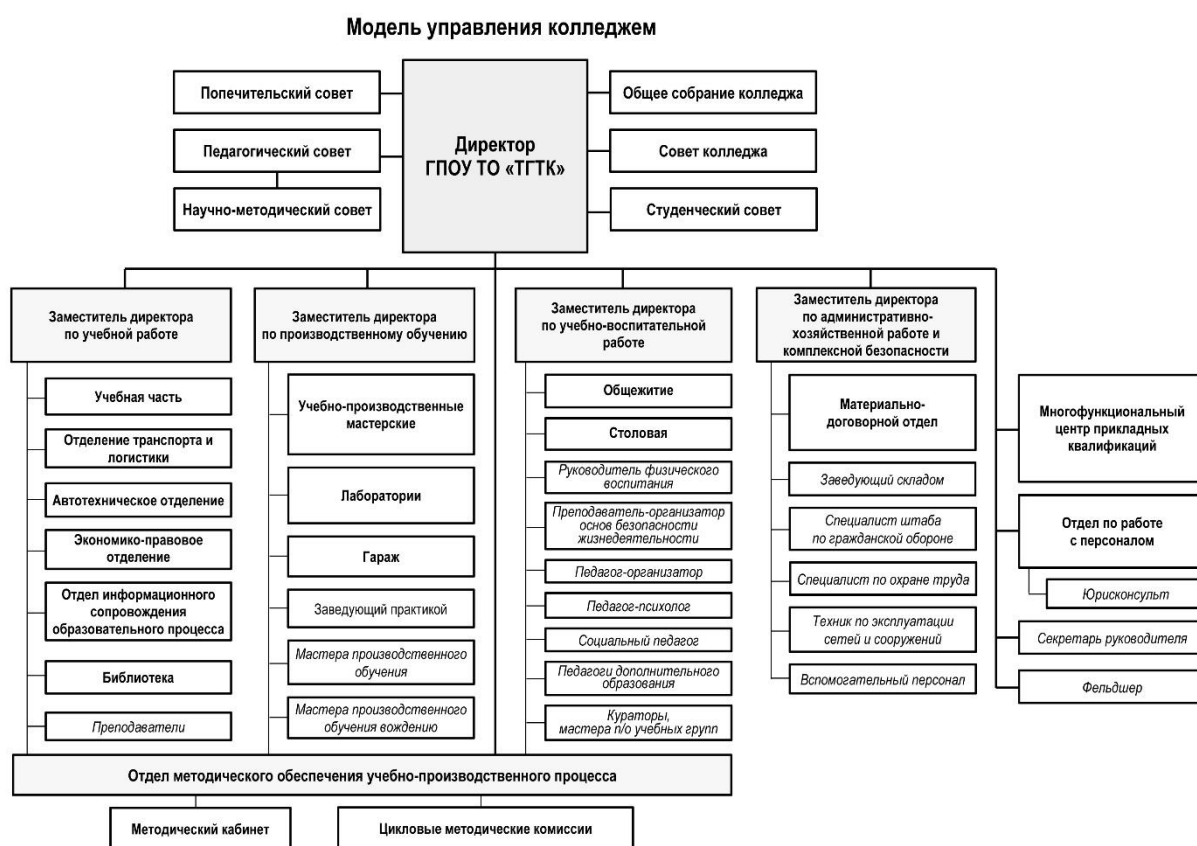 Модель управления колледжем
Попечительский совет
Педагогический совет
Научно-методический совет
Директор
ГПОУ ТО «ТГТК»
Общее собрание колледжа
Совет колледжа
Студенческий совет
Заместитель директора
по учебной работе
Учебная часть
Отделение транспорта и
логистики
Автотехническое отделение
Экономико-правовое
отделение
Отдел информационного
сопровождения
образовательного процесса
Библиотека
Преподаватели
Заместитель директора
по производственному обучению
Учебно-производственные
мастерские
Лаборатории
Гараж
Заведующий практикой
Мастера производственного
обучения
Мастера производственного
обучения вождению
Заместитель директора
по учебно-воспитательной
работе
Общежитие
Столовая
Руководитель физического
воспитания
Преподаватель-организатор
основ безопасности
жизнедеятельности
Педагог-организатор
Педагог-психолог
Социальный педагог
Педагоги дополнительного
образования
Кураторы,
мастера п/о учебных групп
Заместитель директора
по административно-
хозяйственной работе и
комплексной безопасности
Материально-
договорной отдел
Заведующий складом
Специалист штаба
по гражданской обороне
Специалист по охране труда
Техник по эксплуатации
сетей и сооружений
Вспомогательный персонал
Многофункциональный
центр прикладных
квалификаций
Отдел по работе
с персоналом
Юрисконсульт
Секретарь руководителя
Фельдшер
Отдел методического обеспечения учебно-производственного процесса
Методический кабинет
Цикловые методические комиссии